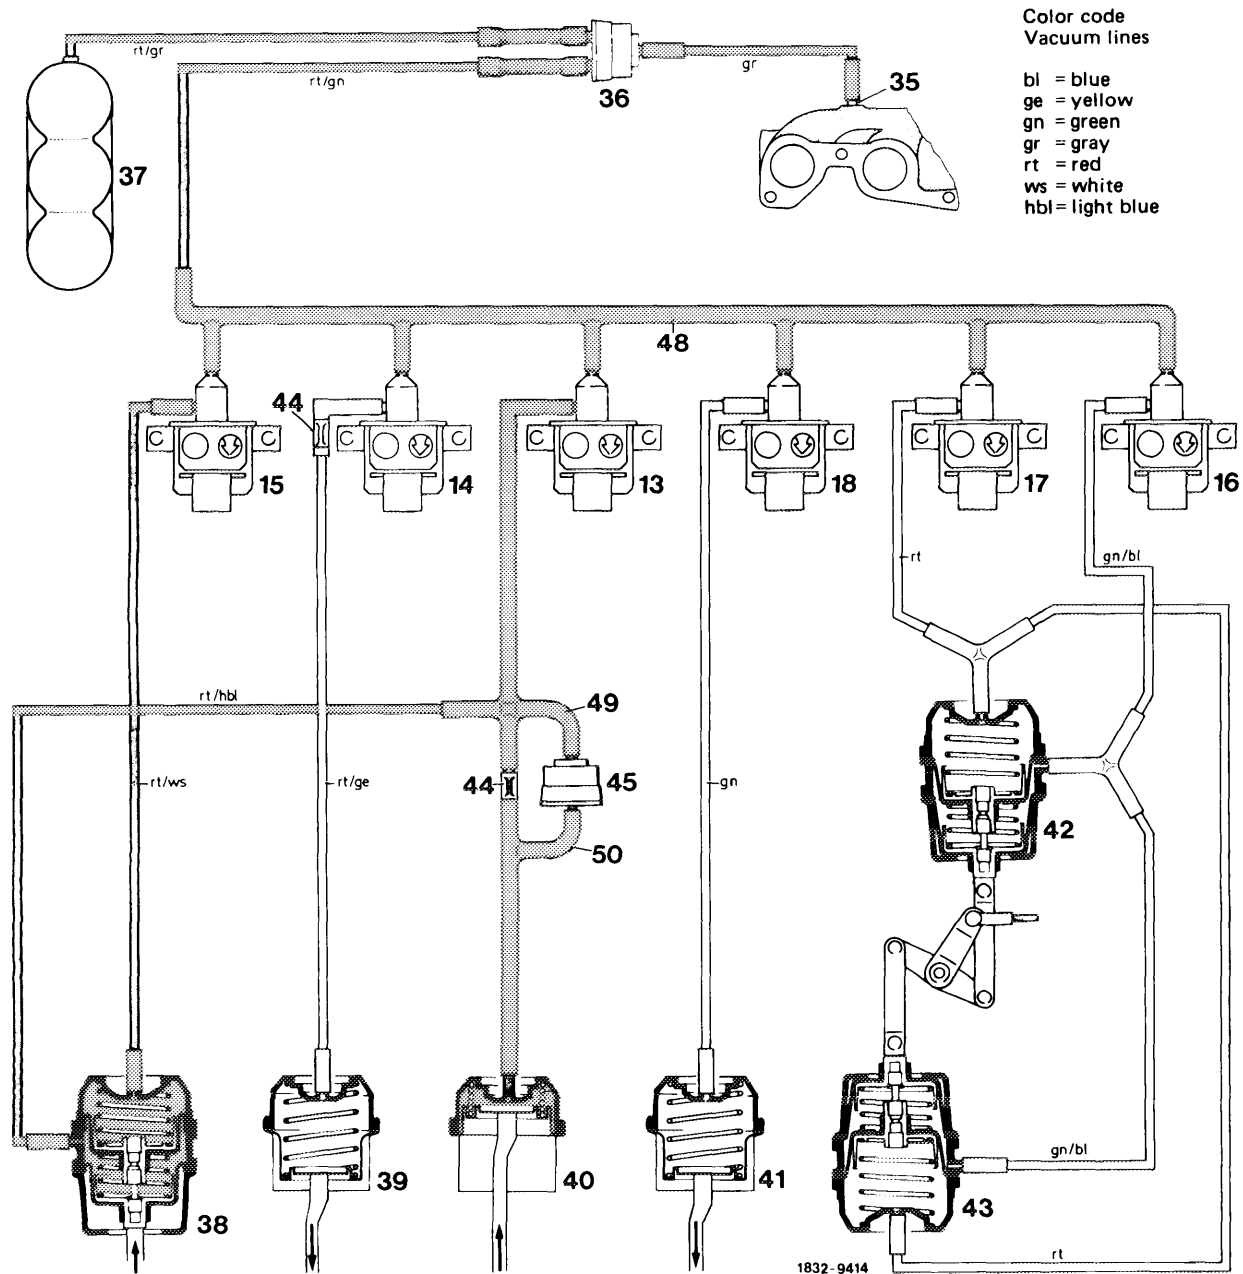 Color code
Vacuum lines
bl = blue
ge = yellow
gn = green
gr = gray
rt = red
ws = white
hbl = light blue
rt/gr
rt/gn
gr
35
36
37
48
44
15
14
13
18
17
16
rt
gn/bl
rt/hbl
49
rt/ws
rt/ge
44
45
gn
42
50
gn/bl
38
39
40
41
43
rt
1832-9414